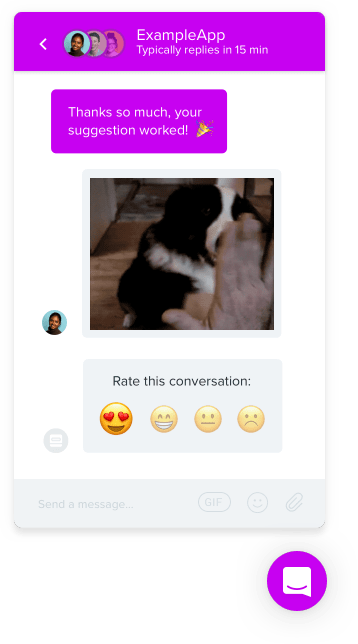 ExampleApp
Typically replies in 15 min
Thanks so much, your
suggestion worked! 🎉
Rate this conversation:
Send a message...
GIF